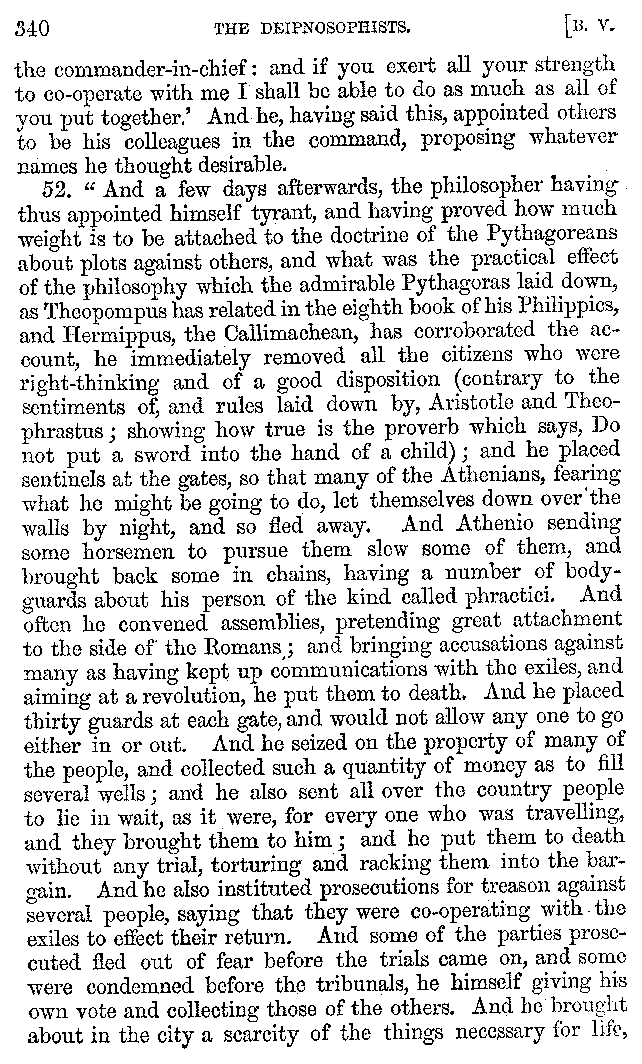 340 THE DEIPNOSOPHISTS. [B. V.
the commander-in-chief: and if you exert all your strength
to co-operate with me I shall be able to do as much as all of
you put together.' And he, having said this, appointed others
to be his colleagues in the command, proposing whatever
names he thought desirable.
52. “ And a few days afterwards, the philosopher having
thus appointed himself tyrant, and having proved how much
weight is to be attached to the doctrine of the Pythagoreans
about plots against others, and what was the practical effect
of the philosophy which the admirable Pythagoras laid down,
as Theopompus has related in the eighth book of his Philippics,
and Hermippus, the Callimachean, has corroborated the ac-
count, he immediately removed all the citizens who were
right-thinking and of a good disposition (contrary to the
sentiments of, and rules laid down by, Aristotle and Theo-
phrastus ; showing how true is the proverb which says, Do
not put a sword into the hand of a child) ; and he placed
sentinels at the gates, so that many of the Athenians, fearing
what he might be going to do, let themselves down over the
walls by night, and so fled away. And Athenio sending
some horsemen to pursue them slew some of them, and
brought back some in chains, having a number of body-
guards about his person of the kind called phractici. And
often he convened assemblies, pretending great attachment
to the side of the Romans ; and bringing accusations against
many as having kept up communications with the exiles, and
aiming at a revolution, he put them to death. And he placed
thirty guards at each gate, and would not allow any one to go
either in or out. And he seized on the property of many of
the people, and collected such a quantity of money as to fill
several wells ; and he also sent all over the country people
to lie in wait, as it were, for every one who was travelling,
and they brought them to him ; and he put them to death
without any trial, torturing and racking them into the bar-
gain. And he also instituted prosecutions for treason against
several people, saying that they were co-operating with the
exiles to effect their return. And some of the parties prose-
cuted fled out of fear before the trials came on, and some
were condemned before the tribunals, he himself giving his
own vote and collecting those of the others. And he brought
about in the city a scarcity of the things necessary for life,